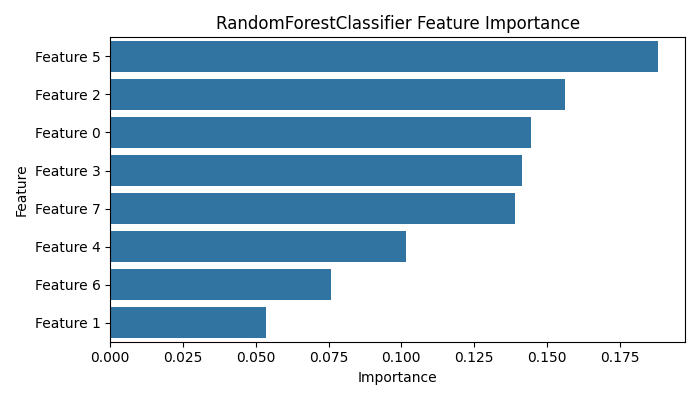 RandomForestClassifier Feature Importance
Feature
Feature 5
Feature 2
Feature 0
Feature 3
Feature 7
Feature 4
Feature 6
Feature 1
0.000 0.025 0.050 0.075 0.100 0.125 0.150 0.175
Importance